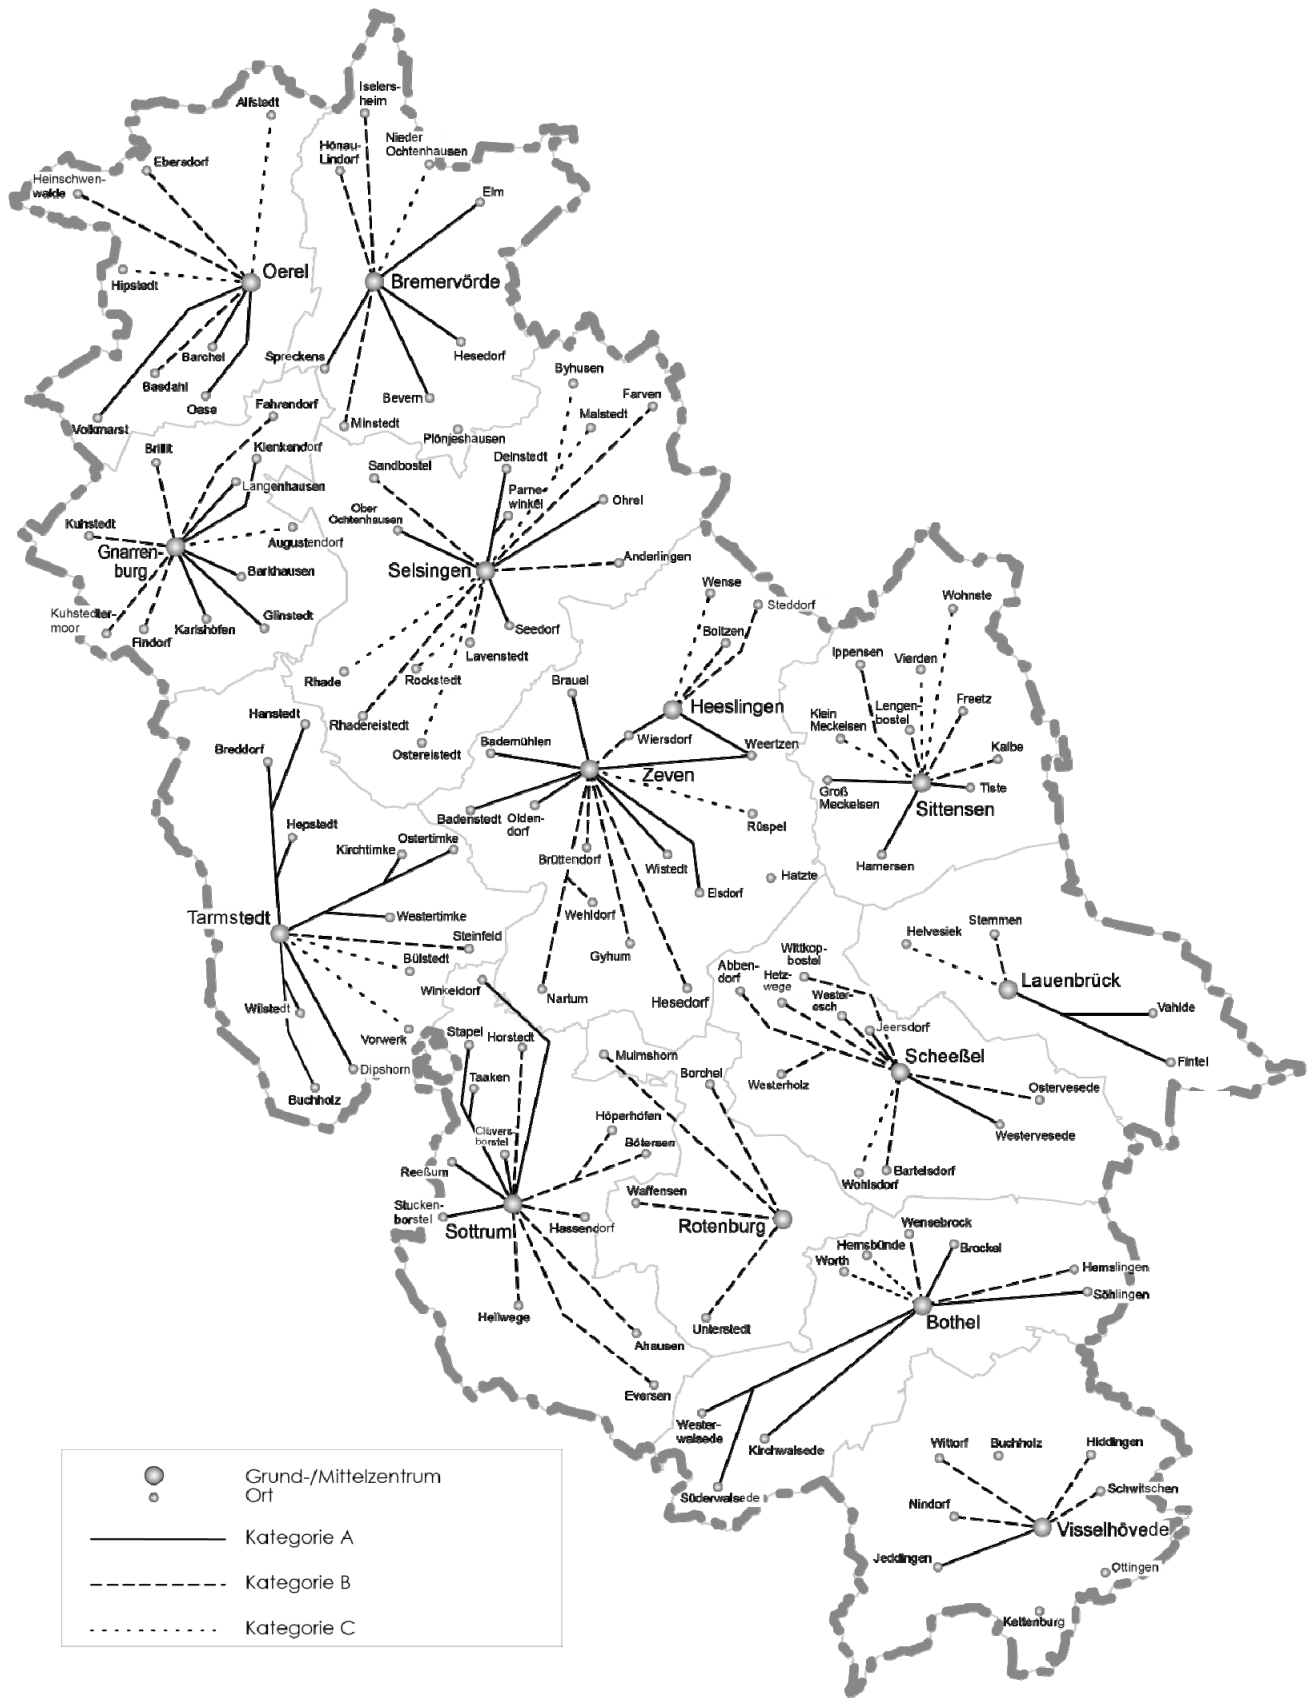 Iselers-
heim
Alfstedt
Nieder
Ochtenhausen
Hönau-
Lindorf
Ebersdorf
Heinschwen-
walde
Elm
Oerel
Bremervörde
Hipstedt
Barchel
Spreckens
Hesedorf
Basdahl
Oese
Bevern
Byhusen
Farven
Fahrendorf
Malstedt
Volkmarst
Minstedt
Plönjeshausen
Brillit
Klenkendorf
Deinstedt
Sandbostel
Langenhausen
Parne-
winkel
Ohrel
Ober
Ochtenhausen
Kuhstedt
Gnarren-
burg
Augustendorf
Anderlingen
Selsingen
Barkhausen
Wense
Steddorf
Wohnste
Kuhstedter-
moor
Glinstedt
Karlshöfen
Findorf
Seedorf
Boitzen
Ippensen
Vierden
Lavenstedt
Rhade
Rockstedt
Brauel
Heeslingen
Lengen-
bostel
Freetz
Hanstedt
Rhadereistedt
Klein
Meckelsen
Wiersdorf
Weertzen
Breddorf
Ostereistedt
Bademühlen
Kalbe
Zeven
Tiste
Groß
Meckelsen
Sittensen
Badenstedt
Olden-
dorf
Rüspel
Hepstedt
Ostertimke
Kirchtimke
Brüttendorf
Wistedt
Hamersen
Elsdorf
Hatzte
Tarmstedt
Westertimke
Wehldorf
Stemmen
Helvesiek
Steinfeld
Bülstedt
Gyhum
Wittkop-
bostel
Abben-
dorf
Hetz-
wege
Lauenbrück
Winkeldorf
Nartum
Hesedorf
Wester-
esch
Vahlde
Wilstedt
Jeersdorf
Vorwerk
Stapel
Horstedt
Mulmshorn
Scheeßel
Fintel
Dipshorn
Taaken
Borchel
Westerholz
Ostervesede
Buchholz
Höperhöfen
Clüvers-
borstel
Bötersen
Westervesede
Reeßum
Bartelsdorf
Wohlsdorf
Waffensen
Stucken-
borstel
Sottrum
Hassendorf
Rotenburg
Wensebrock
Hemsbünde
Brockel
Worth
Hemslingen
Söhlingen
Hellwege
Bothel
Unterstedt
Ahausen
Eversen
Wester-
walsede
Kirchwalsede
Wittorf
Buchholz
Hiddingen
Süderwalsede
Schwitschen
Nindorf
Visselhövede
Jeddingen
Ottingen
Kettenburg
Grund-/Mittelzentrum
Ort
Kategorie A
Kategorie B
Kategorie C